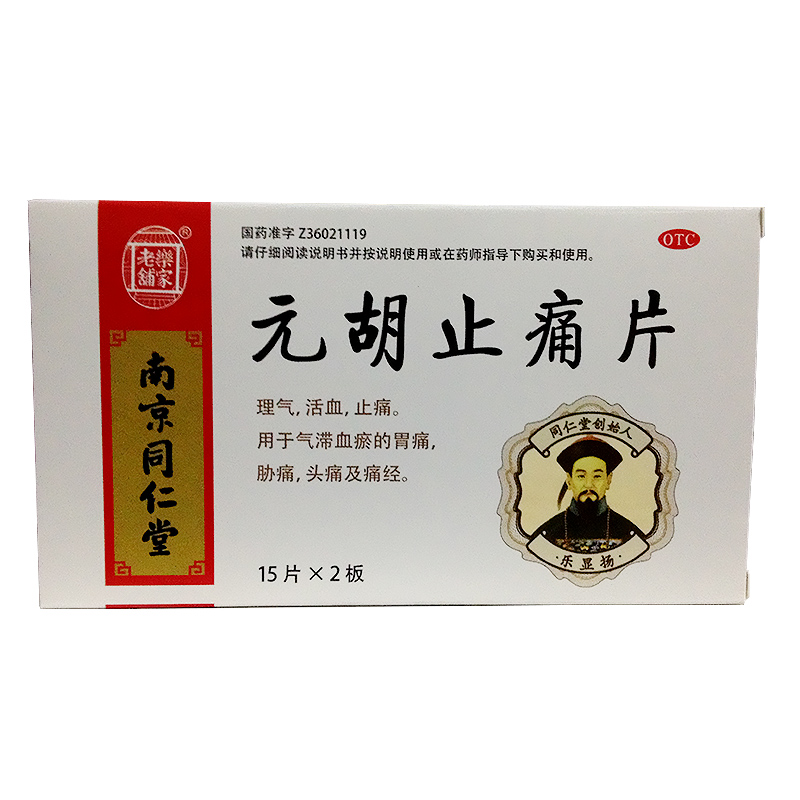 国药准字 Z36021119
请仔细阅读说明书并按说明使用或在药师指导下购买和使用。
OTC
樂家
老舖
®
南京同仁堂
元胡止痛片
理气,活血,止痛。
用于气滞血瘀的胃痛,
胁痛,头痛及痛经。
15片×2板
同仁堂创始人
·乐显扬·